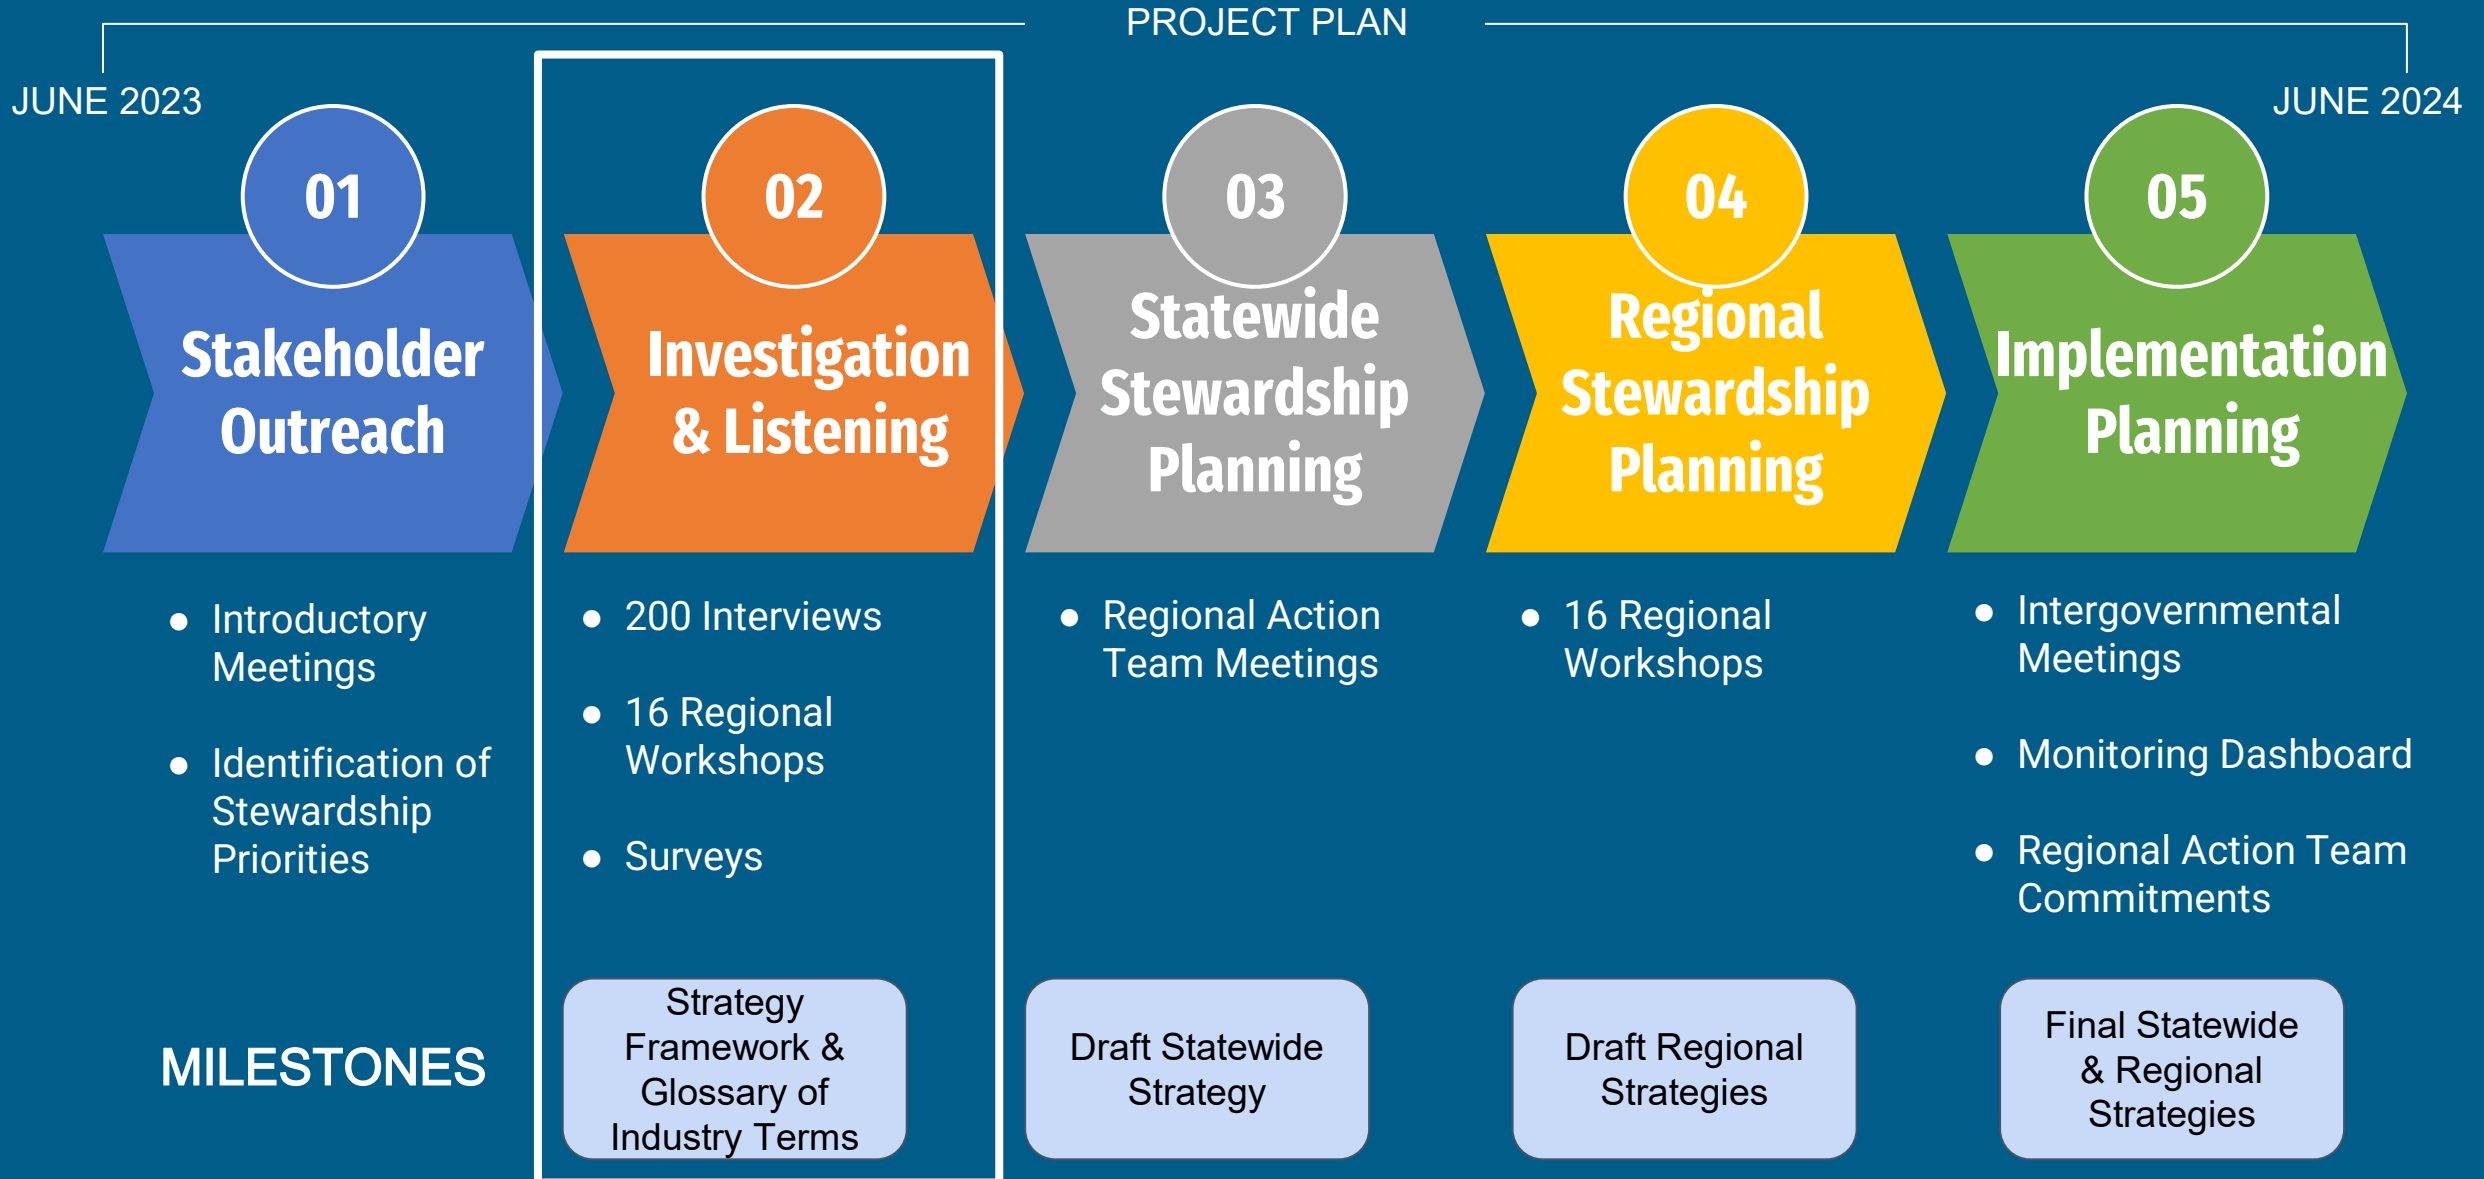 PROJECT PLAN
JUNE 2023
JUNE 2024
01
Stakeholder
Outreach
● Introductory
Meetings
● Identification of
Stewardship
Priorities
02
Investigation
& Listening
● 200 Interviews
● 16 Regional
Workshops
● Surveys
03
Statewide
Stewardship
Planning
● Regional Action
Team Meetings
04
Regional
Stewardship
Planning
● 16 Regional
Workshops
05
Implementation
Planning
● Intergovernmental
Meetings
● Monitoring Dashboard
● Regional Action Team
Commitments
MILESTONES
Strategy
Framework &
Glossary of
Industry Terms
Draft Statewide
Strategy
Draft Regional
Strategies
Final Statewide
& Regional
Strategies